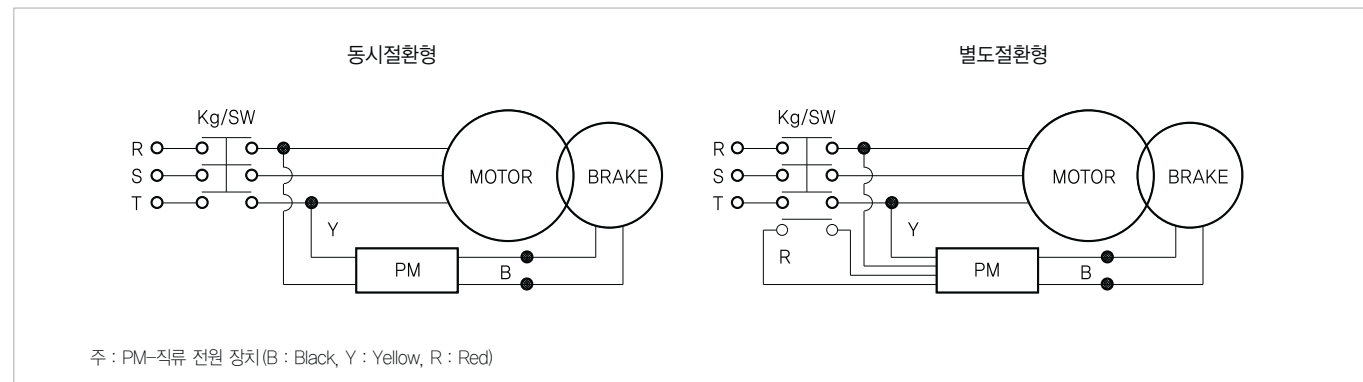 동시절환형
Kg/SW
R
S
T
MOTOR
BRAKE
Y
PM
B
별도절환형
Kg/SW
R
S
T
MOTOR
BRAKE
Y
R
PM
B
주 : PM-직류 전원 장치(B : Black, Y : Yellow, R : Red)